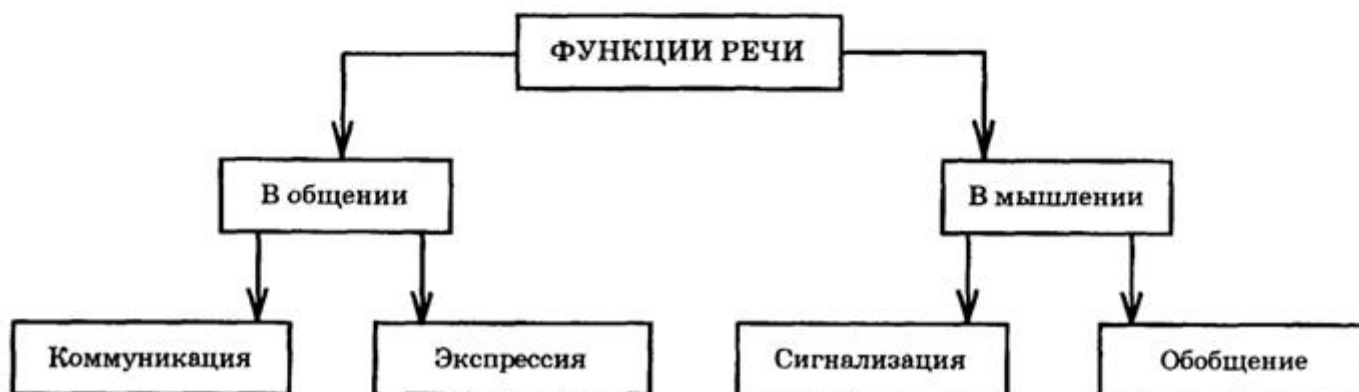 ФУНКЦИИ РЕЧИ
В общении
В мышлении
Коммуникация
Экспрессия
Сигнализация
Обобщение